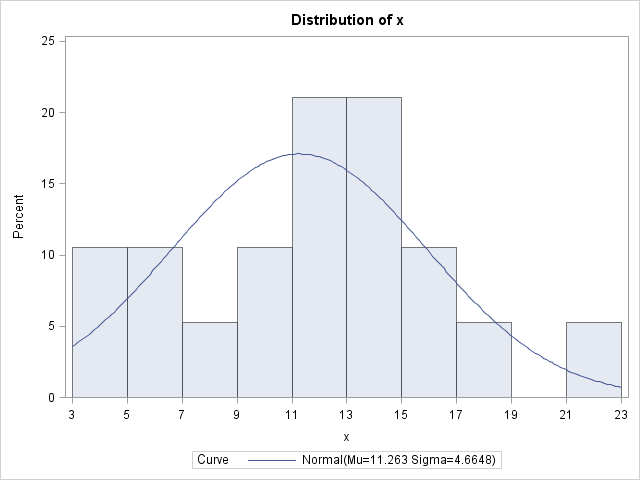 Distribution of x
25
20
15
10
5
0
Percent
3 5 7 9 11 13 15 17 19 21 23
x
Curve Normal(Mu=11.263 Sigma=4.6648)